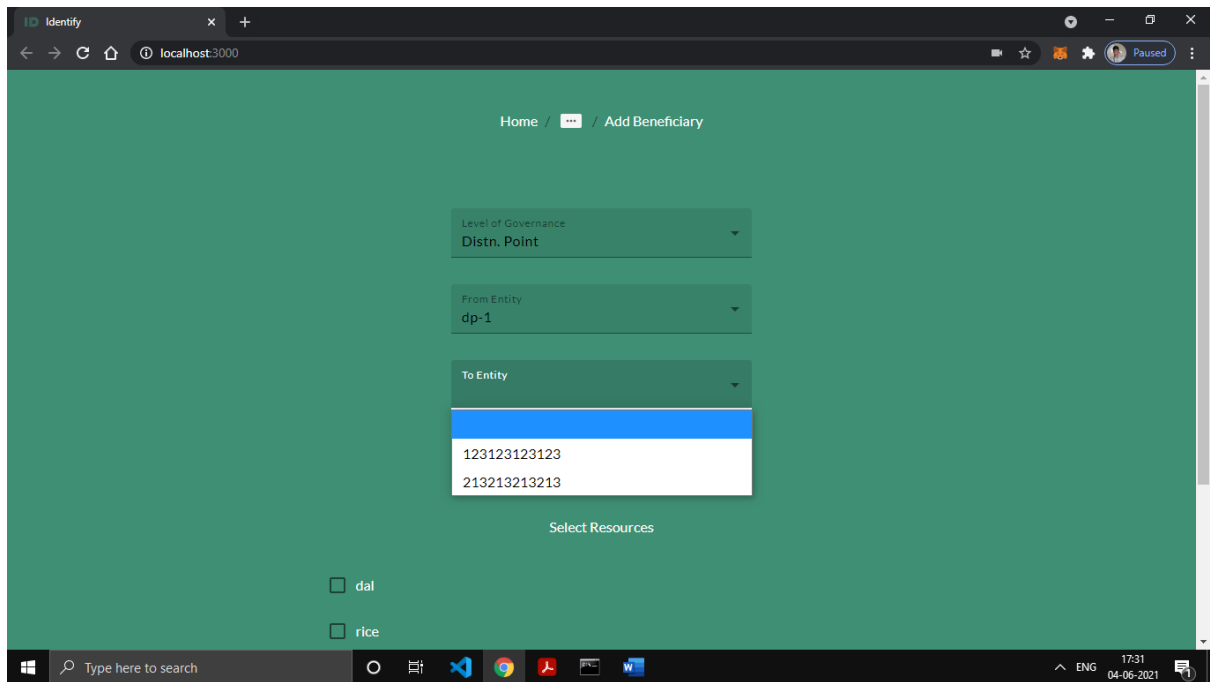 ID Identify
localhost:3000
Paused
Home / ... / Add Beneficiary
Level of Governance
Distn. Point
From Entity
dp-1
To Entity
123123123123
213213213213
Select Resources
dal
rice
Type here to search
ENG
17:31
04-06-2021
1